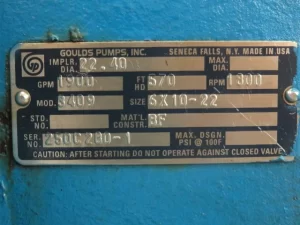 GOULDS PUMPS, INC. SENECA FALLS, N.Y. MADE IN USA
IMPLR. DIA. 22.40 MAX. DIA.
GPM 1900 FT HD 570 RPM 1800
MOD. 3409 SIZE 8X10-22
STD. NO. MAT'L. CONSTR. BF
SER. NO. 250C280-1 MAX. DSGN. PSI @ 100F
CAUTION: AFTER STARTING DO NOT OPERATE AGAINST CLOSED VALVE